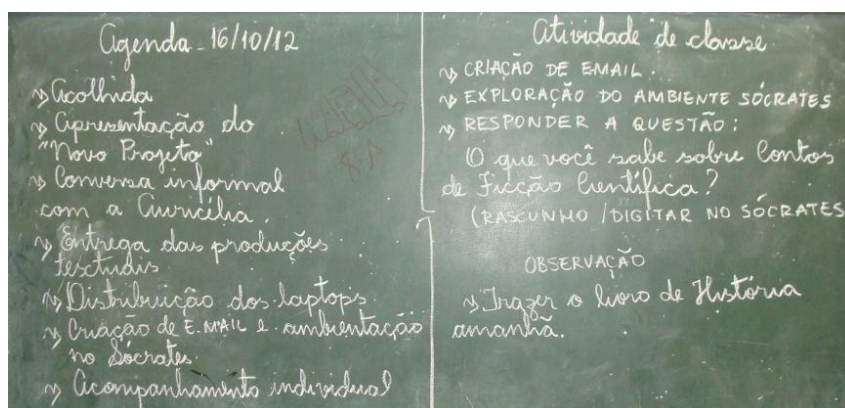 Agenda - 16/10/12
Acolhida
Apresentação do
"Novo Projeto"
Conversa informal
com a Auricélia.
Entrega das produções
textuais
Distribuição dos laptops
Criação de E-MAIL e ambientação
no Sócrates.
Acompanhamento individual
8ª A
Atividade de classe
CRIAÇÃO DE EMAIL.
EXPLORAÇÃO DO AMBIENTE SÓCRATES
RESPONDER A QUESTÃO:
O que você sabe sobre Contos
de Ficção Científica?
(RASCUNHO / DIGITAR NO SÓCRATES
OBSERVAÇÃO
Trazer o livro de História
amanhã.